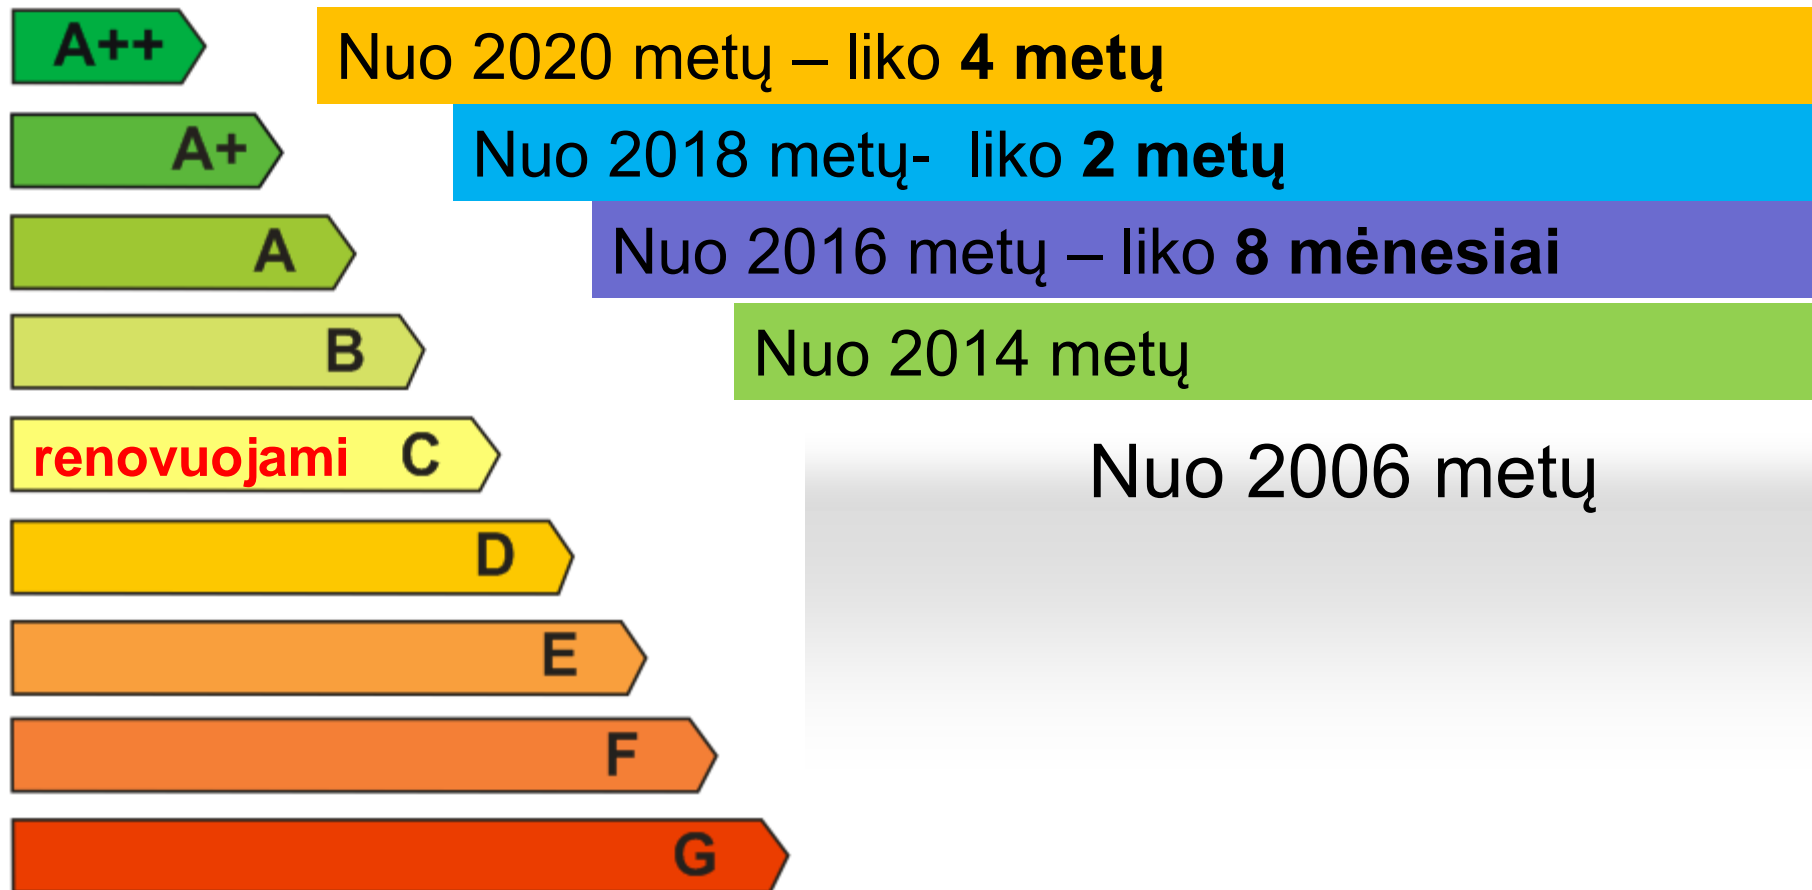 A++ Nuo 2020 metų – liko 4 metų
A+ Nuo 2018 metų- liko 2 metų
A Nuo 2016 metų – liko 8 mėnesiai
B Nuo 2014 metų
renovuojami C Nuo 2006 metų
D
E
F
G